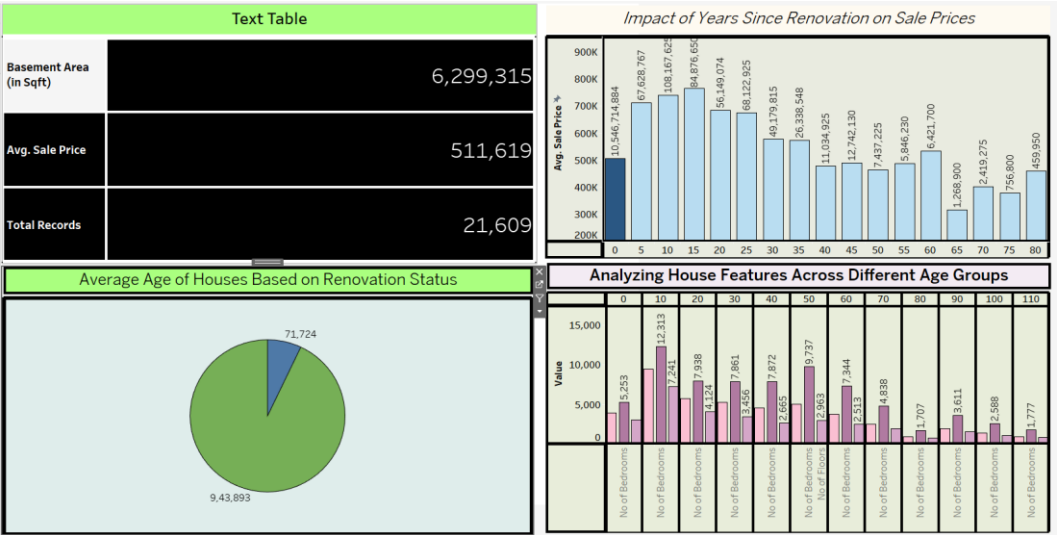 Text Table
Basement Area
(in Sqft)
6,299,315
Avg. Sale Price
511,619
Total Records
21,609
Impact of Years Since Renovation on Sale Prices
Avg. Sale Price
900K
800K
700K
600K
500K
400K
300K
200K
10,546,714,884
67,628,767
108,167,625
84,876,650
56,149,074
68,122,925
49,179,815
26,338,548
11,034,925
12,742,130
7,437,225
5,846,230
6,421,700
1,268,900
2,419,275
756,800
459,950
0 5 10 15 20 25 30 35 40 45 50 55 60 65 70 75 80
Average Age of Houses Based on Renovation Status
71,724
9,43,893
Analyzing House Features Across Different Age Groups
0 10 20 30 40 50 60 70 80 90 100 110
Value
15,000
10,000
5,000
0
5,253
12,313
7,241
7,938
4,124
7,861
3,456
7,872
2,665
9,737
2,963
7,344
2,513
4,838
1,707
3,611
2,588
1,777
No of Bedrooms
No of Bedrooms
No of Bedrooms
No of Bedrooms
No of Bedrooms
No of Bedrooms
No of Floors
No of Bedrooms
No of Bedrooms
No of Bedrooms
No of Bedrooms
No of Bedrooms
No of Bedrooms